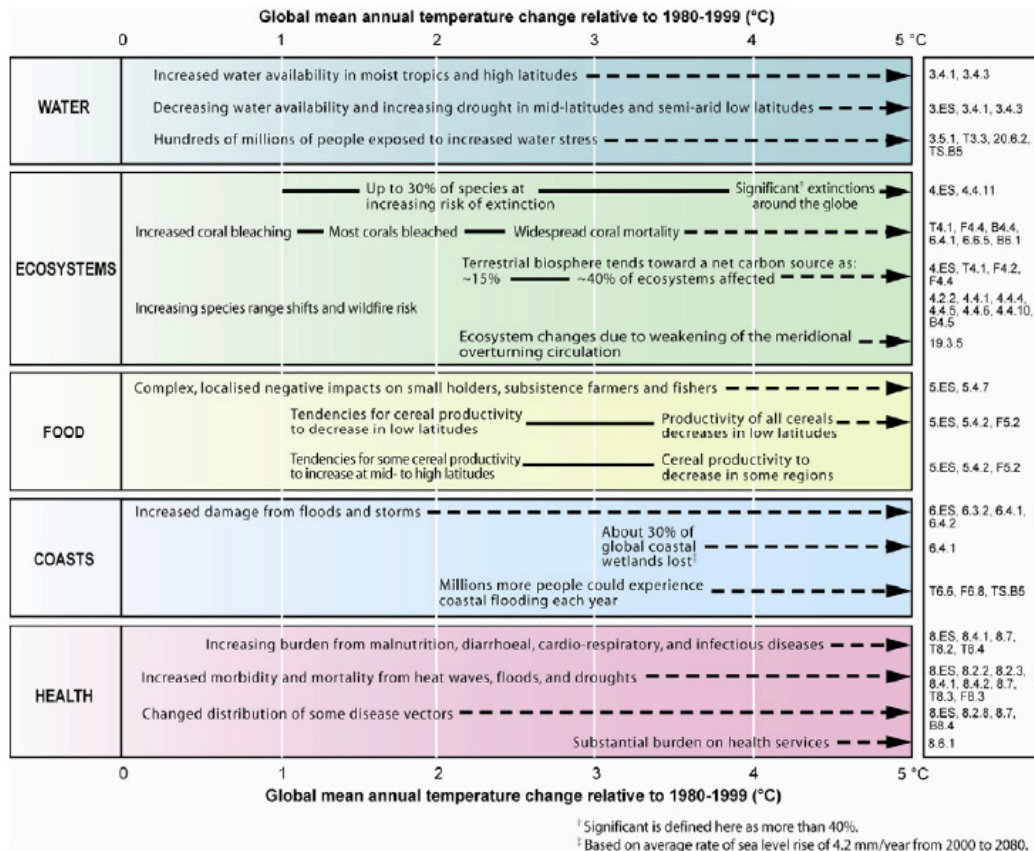 Global mean annual temperature change relative to 1980-1999 (°C)
0 1 2 3 4 5 °C
WATER
Increased water availability in moist tropics and high latitudes
3.4.1, 3.4.3
Decreasing water availability and increasing drought in mid-latitudes and semi-arid low latitudes
3.ES, 3.4.1, 3.4.3
Hundreds of millions of people exposed to increased water stress
3.5.1, T3.3, 20.6.2,
TS.B5
ECOSYSTEMS
Up to 30% of species at
increasing risk of extinction
Significant† extinctions
around the globe
4.ES, 4.4.11
Increased coral bleaching Most corals bleached Widespread coral mortality
T4.1, F4.4, B4.4,
6.4.1, 6.6.5, B6.1
Terrestrial biosphere tends toward a net carbon source as:
~15% ~40% of ecosystems affected
4.ES, T4.1, F4.2,
F4.4
Increasing species range shifts and wildfire risk
4.2.2, 4.4.1, 4.4.4,
4.4.5, 4.4.6, 4.4.10,
B4.5
Ecosystem changes due to weakening of the meridional
overturning circulation
19.3.5
FOOD
Complex, localised negative impacts on small holders, subsistence farmers and fishers
5.ES, 5.4.7
Tendencies for cereal productivity
to decrease in low latitudes
Productivity of all cereals
decreases in low latitudes
5.ES, 5.4.2, F5.2
Tendencies for some cereal productivity
to increase at mid- to high latitudes
Cereal productivity to
decrease in some regions
5.ES, 5.4.2, F5.2
COASTS
Increased damage from floods and storms
6.ES, 6.3.2, 6.4.1,
6.4.2
About 30% of
global coastal
wetlands lost‡
6.4.1
Millions more people could experience
coastal flooding each year
T6.6, F6.8, TS.B5
HEALTH
Increasing burden from malnutrition, diarrhoeal, cardio-respiratory, and infectious diseases
8.ES, 8.4.1, 8.7,
T8.2, T8.4
Increased morbidity and mortality from heat waves, floods, and droughts
8.ES, 8.2.2, 8.2.3,
8.4.1, 8.4.2, 8.7,
T8.3, F8.3
Changed distribution of some disease vectors
8.ES, 8.2.8, 8.7,
B8.4
Substantial burden on health services
8.6.1
0 1 2 3 4 5 °C
Global mean annual temperature change relative to 1980-1999 (°C)
† Significant is defined here as more than 40%.
‡ Based on average rate of sea level rise of 4.2 mm/year from 2000 to 2080.